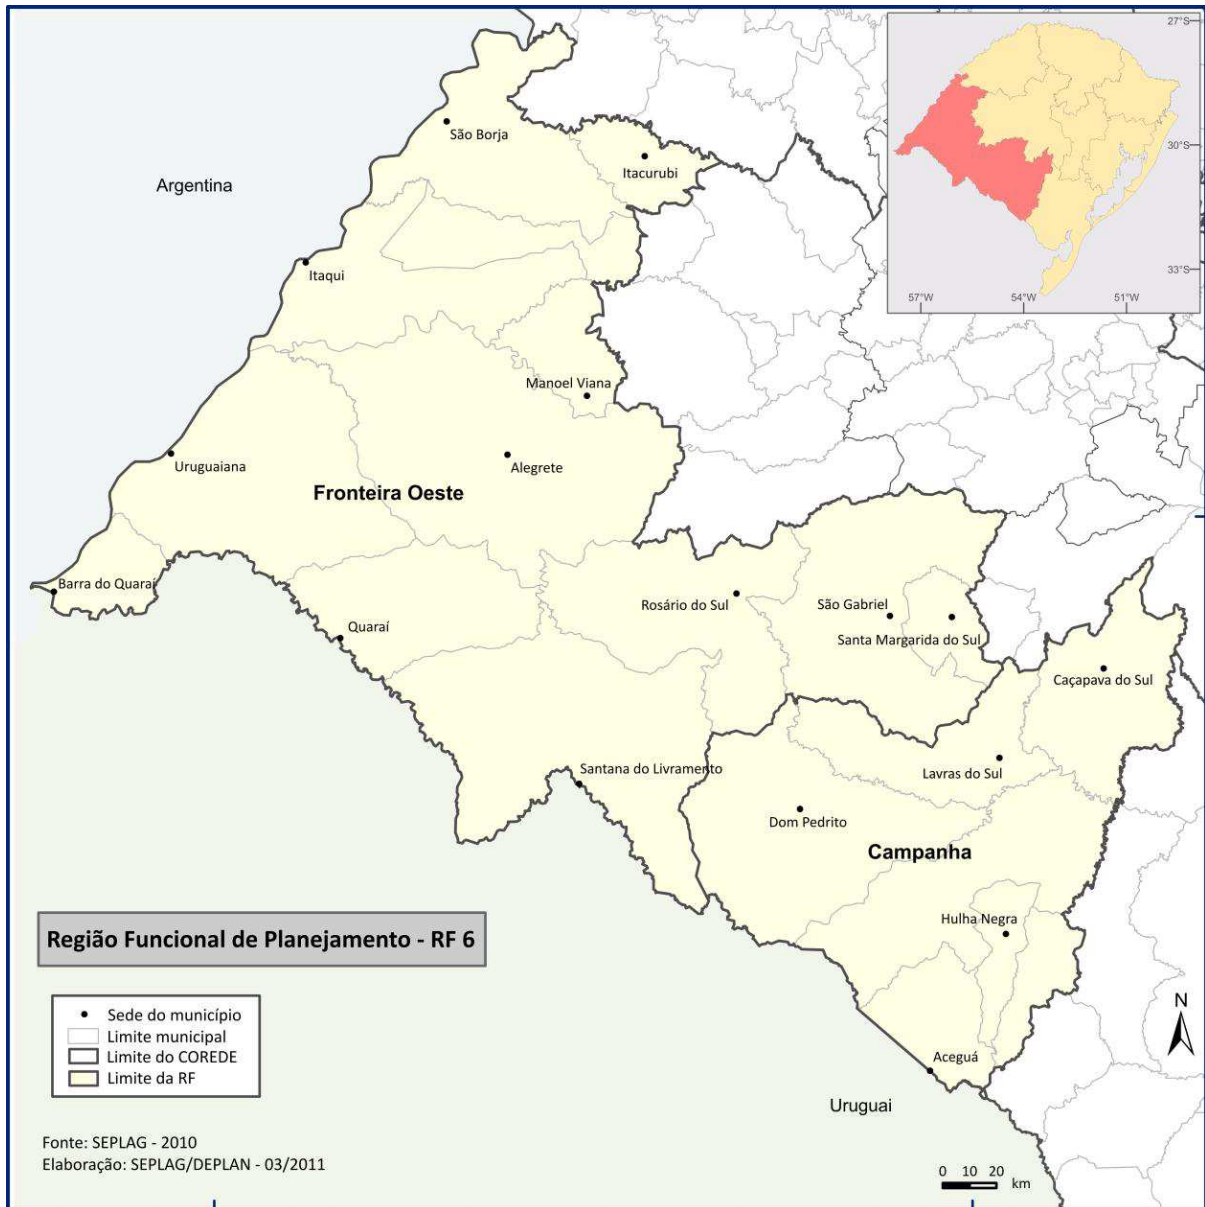 27°S
30°S
33°S
57°W
54°W
51°W
São Borja
Itacurubi
Argentina
Itaqui
Manoel Viana
Uruguaiana
Alegrete
Fronteira Oeste
Barra do Quaraí
Rosário do Sul
São Gabriel
Santa Margarida do Sul
Quaraí
Caçapava do Sul
Santana do Livramento
Lavras do Sul
Dom Pedrito
Campanha
Hulha Negra
Região Funcional de Planejamento - RF 6
Sede do município
Limite municipal
Limite do COREDE
Limite da RF
N
Aceguá
Uruguai
Fonte: SEPLAG - 2010
Elaboração: SEPLAG/DEPLAN - 03/2011
0 10 20
km